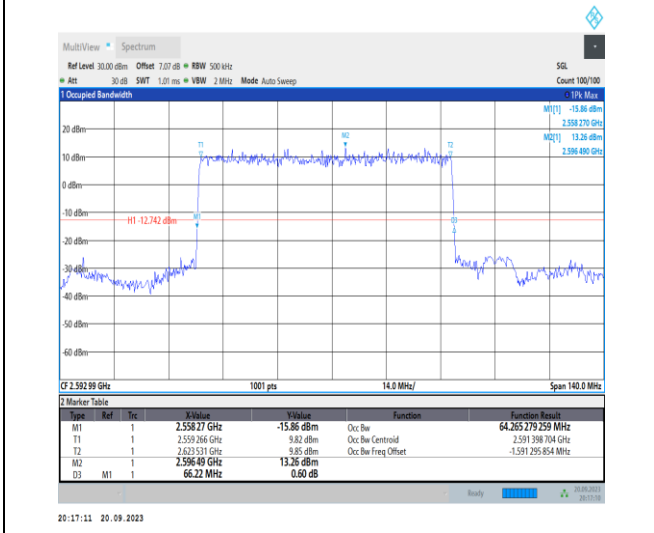 MultiView Spectrum
Ref Level 30.00 dBm Offset 7.07 dB RBW 500 kHz SGL
Att 30 dB SWT 1.01 ms VBW 2 MHz Mode Auto Sweep Count 100/100
1 Occupied Bandwidth 1Pk Max
M1[1] -15.86 dBm
2.558 270 GHz
M2[1] 13.26 dBm
2.596 490 GHz
20 dBm
M2
T1 T2
10 dBm
0 dBm
-10 dBm
M1
H1 -12.742 dBm D3
-20 dBm
-30 dBm
-40 dBm
-50 dBm
-60 dBm
CF 2.592 99 GHz 1001 pts 14.0 MHz/ Span 140.0 MHz
2 Marker Table
Type Ref Trc X-Value Y-Value Function Function Result
M1 1 2.558 27 GHz -15.86 dBm Occ Bw 64.265 279 259 MHz
T1 1 2.559 266 GHz 9.82 dBm Occ Bw Centroid 2.591 398 704 GHz
T2 1 2.623 531 GHz 9.85 dBm Occ Bw Freq Offset -1.591 295 854 MHz
M2 1 2.596 49 GHz 13.26 dBm
D3 M1 1 66.22 MHz 0.60 dB
Ready 20.09.2023
20:17:10
20:17:11 20.09.2023